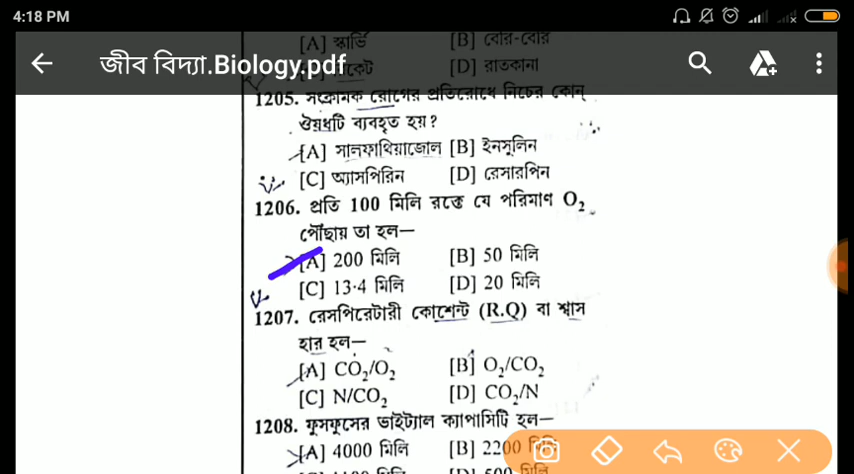 4:18 PM
[A] স্কার্ভি [B] বেরি-বেরি
জীব বিদ্যা.Biology.pdf
[D] রাতকানা
1205. সংক্রামক রোগের প্রতিরোধে নিচের কোন্
ঔষধটি ব্যবহৃত হয়?
[A] সালফাথিয়াজোল [B] ইনসুলিন
[C] অ্যাসপিরিন [D] রেসারপিন
1206. প্রতি 100 মিলি রক্তে যে পরিমাণ O₂
পৌঁছায় তা হল—
[A] 200 মিলি [B] 50 মিলি
[C] 13·4 মিলি [D] 20 মিলি
1207. রেসপিরেটারী কোশেন্ট (R.Q) বা শ্বাস
হার হল—
[A] CO₂/O₂ [B] O₂/CO₂
[C] N/CO₂ [D] CO₂/N
1208. ফুসফুসের ভাইট্যাল ক্যাপাসিটি হল—
[A] 4000 মিলি [B] 2200